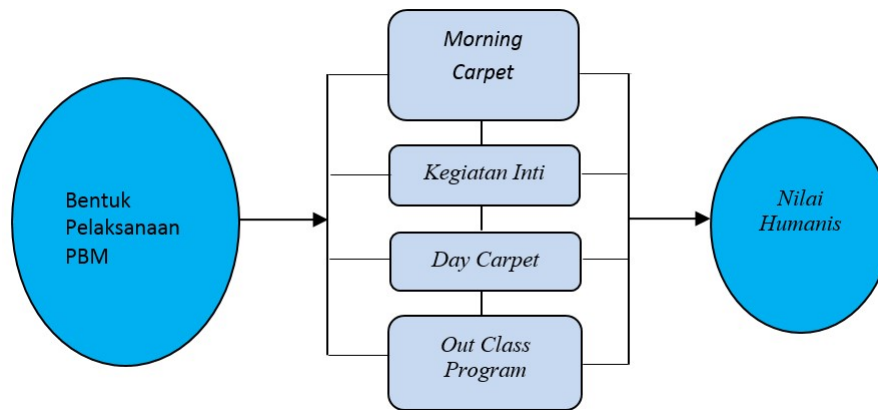 Bentuk
Pelaksanaan
PBM
Morning
Carpet
Kegiatan Inti
Day Carpet
Out Class
Program
Nilai
Humanis